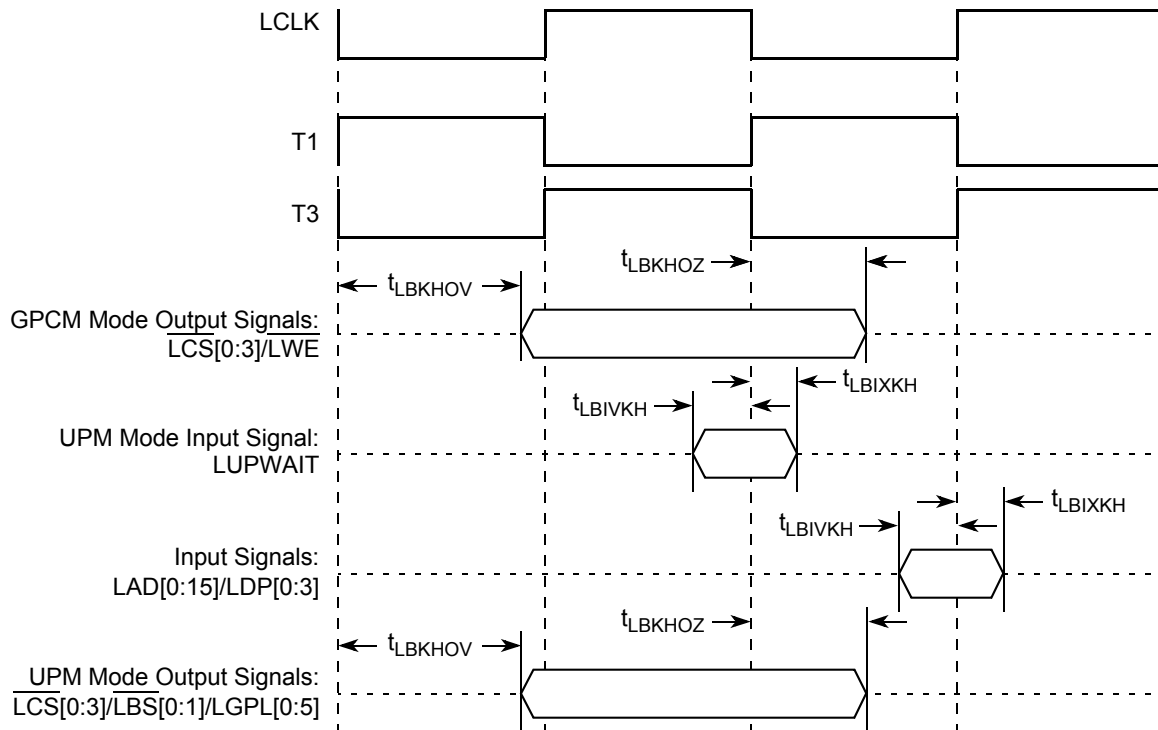 LCLK
T1
T3
tLBKHOZ
tLBKHOV
GPCM Mode Output Signals:
LCS[0:3]/LWE
tLBIXKH
tLBIVKH
UPM Mode Input Signal:
LUPWAIT
tLBIXKH
tLBIVKH
Input Signals:
LAD[0:15]/LDP[0:3]
tLBKHOZ
tLBKHOV
UPM Mode Output Signals:
LCS[0:3]/LBS[0:1]/LGPL[0:5]